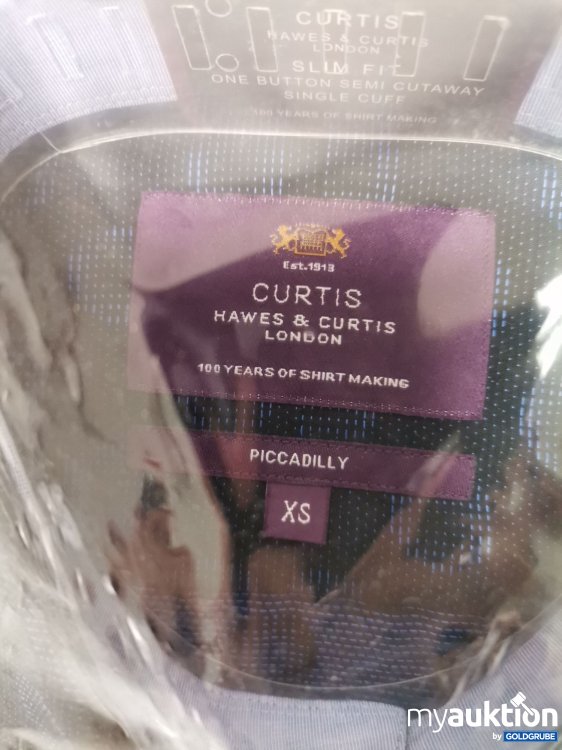 CURTIS
HAWES & CURTIS
LONDON
SLIM FIT
ONE BUTTON SEMI CUTAWAY
SINGLE CUFF
100 YEARS OF SHIRT MAKING
Est.1913
CURTIS
HAWES & CURTIS
LONDON
100 YEARS OF SHIRT MAKING
PICCADILLY
XS
myauktion
by GOLDGRUBE